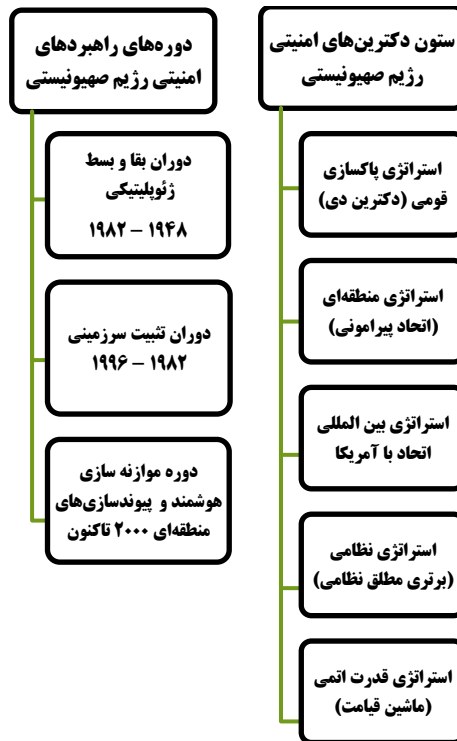 ستون دکترین‌های امنیتی
رژیم صهیونیستی
استراتژی پاکسازی
قومی (دکترین دی)
استراتژی منطقه‌ای
(اتحاد پیرامونی)
استراتژی بین المللی
اتحاد با آمریکا
استراتژی نظامی
(برتری مطلق نظامی)
استراتژی قدرت اتمی
(ماشین قیامت)
دوره‌های راهبردهای
امنیتی رژیم صهیونیستی
دوران بقا و بسط
ژئوپلیتیکی
۱۹۴۸ – ۱۹۸۲
دوران تثبیت سرزمینی
۱۹۸۲ – ۱۹۹۶
دوره موازنه سازی
هوشمند و پیوندسازی‌های
منطقه‌ای ۲۰۰۰ تاکنون